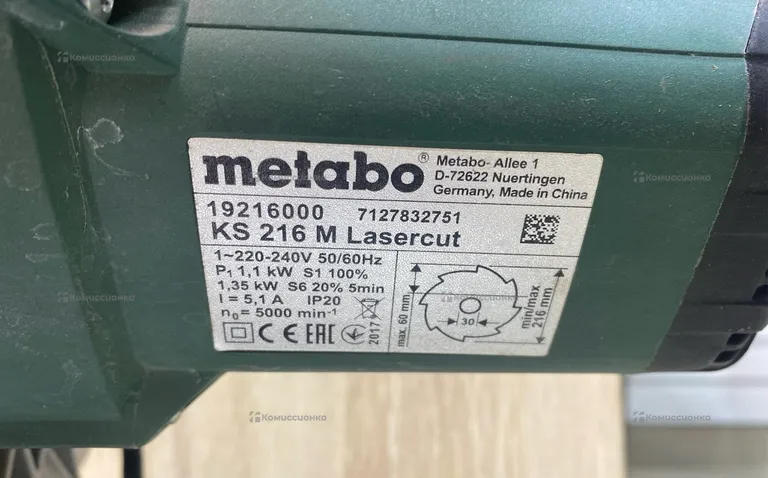 metabo®
Metabo- Allee 1
D-72622 Nuertingen
Germany, Made in China
19216000 7127832751
KS 216 M Lasercut
1~220-240V 50/60Hz
P₁ 1,1 kW S1 100%
1,35 kW S6 20% 5min
I = 5,1 A IP20
n₀= 5000 min⁻¹
CE EAC
2017
max. 60 mm
30
min/max
216 mm
Комиссионко
Комиссионко
Комиссионко
Комиссионко
Комиссионко
Комиссионко